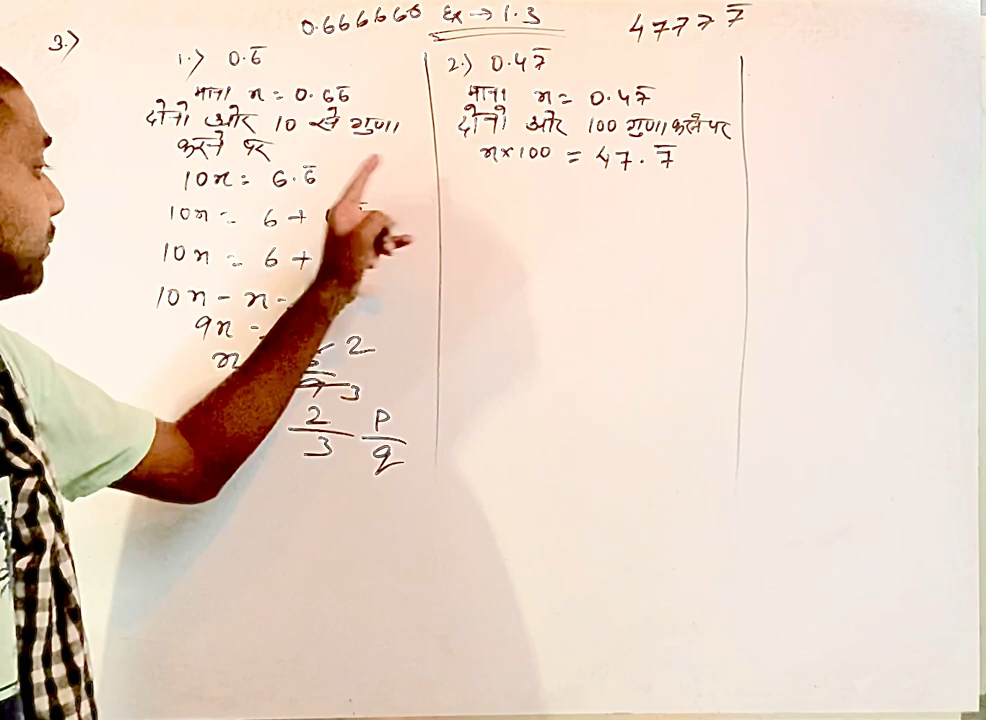 0.666666 Ex → 1.3 4777 7̅
3.)
1.) 0.6̅
माना x = 0.66̅
दोनो ओर 10 से गुणा
करने पर
10x = 6.6̅
10x = 6 +
10x = 6 +
10x - x =
9x =
x 2
9 3
2/3 P/q
2.) 0.47̅
माना x = 0.47̅
दोनो ओर 100 गुणा करने पर
x×100 = 47.7̅